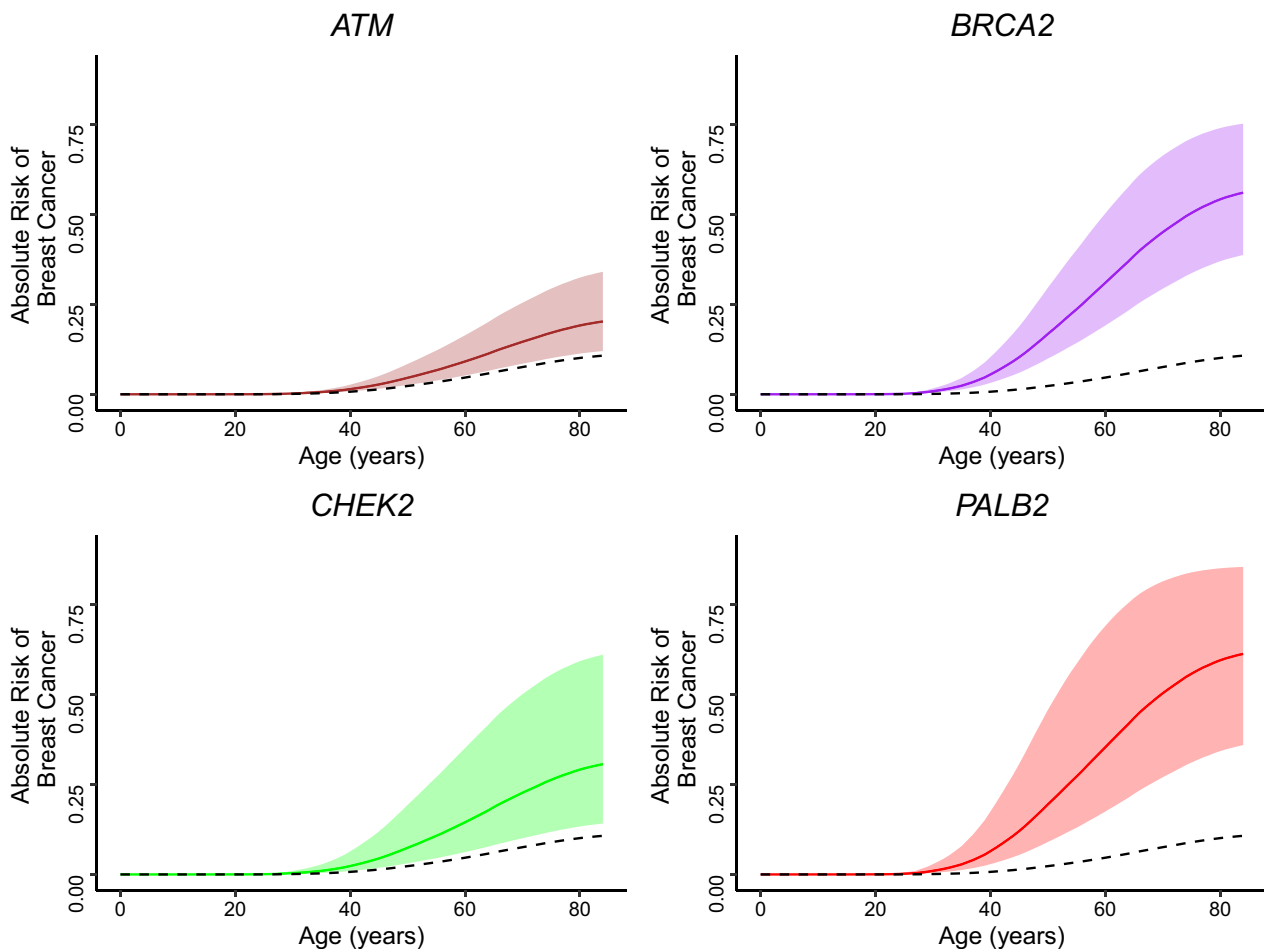 ATM
Absolute Risk of
Breast Cancer
0.00
0.25
0.50
0.75
0 20 40 60 80
Age (years)
BRCA2
Absolute Risk of
Breast Cancer
0.00
0.25
0.50
0.75
0 20 40 60 80
Age (years)
CHEK2
Absolute Risk of
Breast Cancer
0.00
0.25
0.50
0.75
0 20 40 60 80
Age (years)
PALB2
Absolute Risk of
Breast Cancer
0.00
0.25
0.50
0.75
0 20 40 60 80
Age (years)